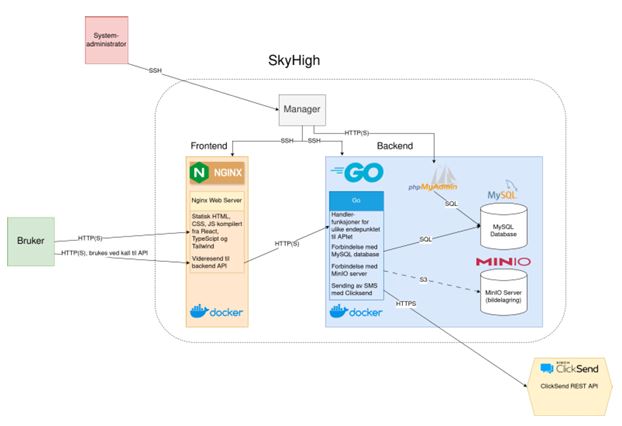 System-
administrator
SSH
SkyHigh
Manager
SSH
SSH
HTTP(S)
Frontend
Backend
NGINX
Nginx Web Server
Statisk HTML,
CSS, JS kompilert
fra React,
TypeScipt og
Tailwind
Videresend til
backend API
docker
Bruker
HTTP(S)
HTTP(S), brukes ved kall til API
HTTP(S)
GO
Go
Handler-
funksjoner for
ulike endepunktet
til APIet
Forbindelse med
MySQL database
Forbindelse med
MinIO server
Sending av SMS
med Clicksend
docker
phpMyAdmin
SQL
MySQL
MySQL
Database
SQL
MINIO
S3
MinIO Server
(bildelagring)
HTTPS
ClickSend
ClickSend REST API